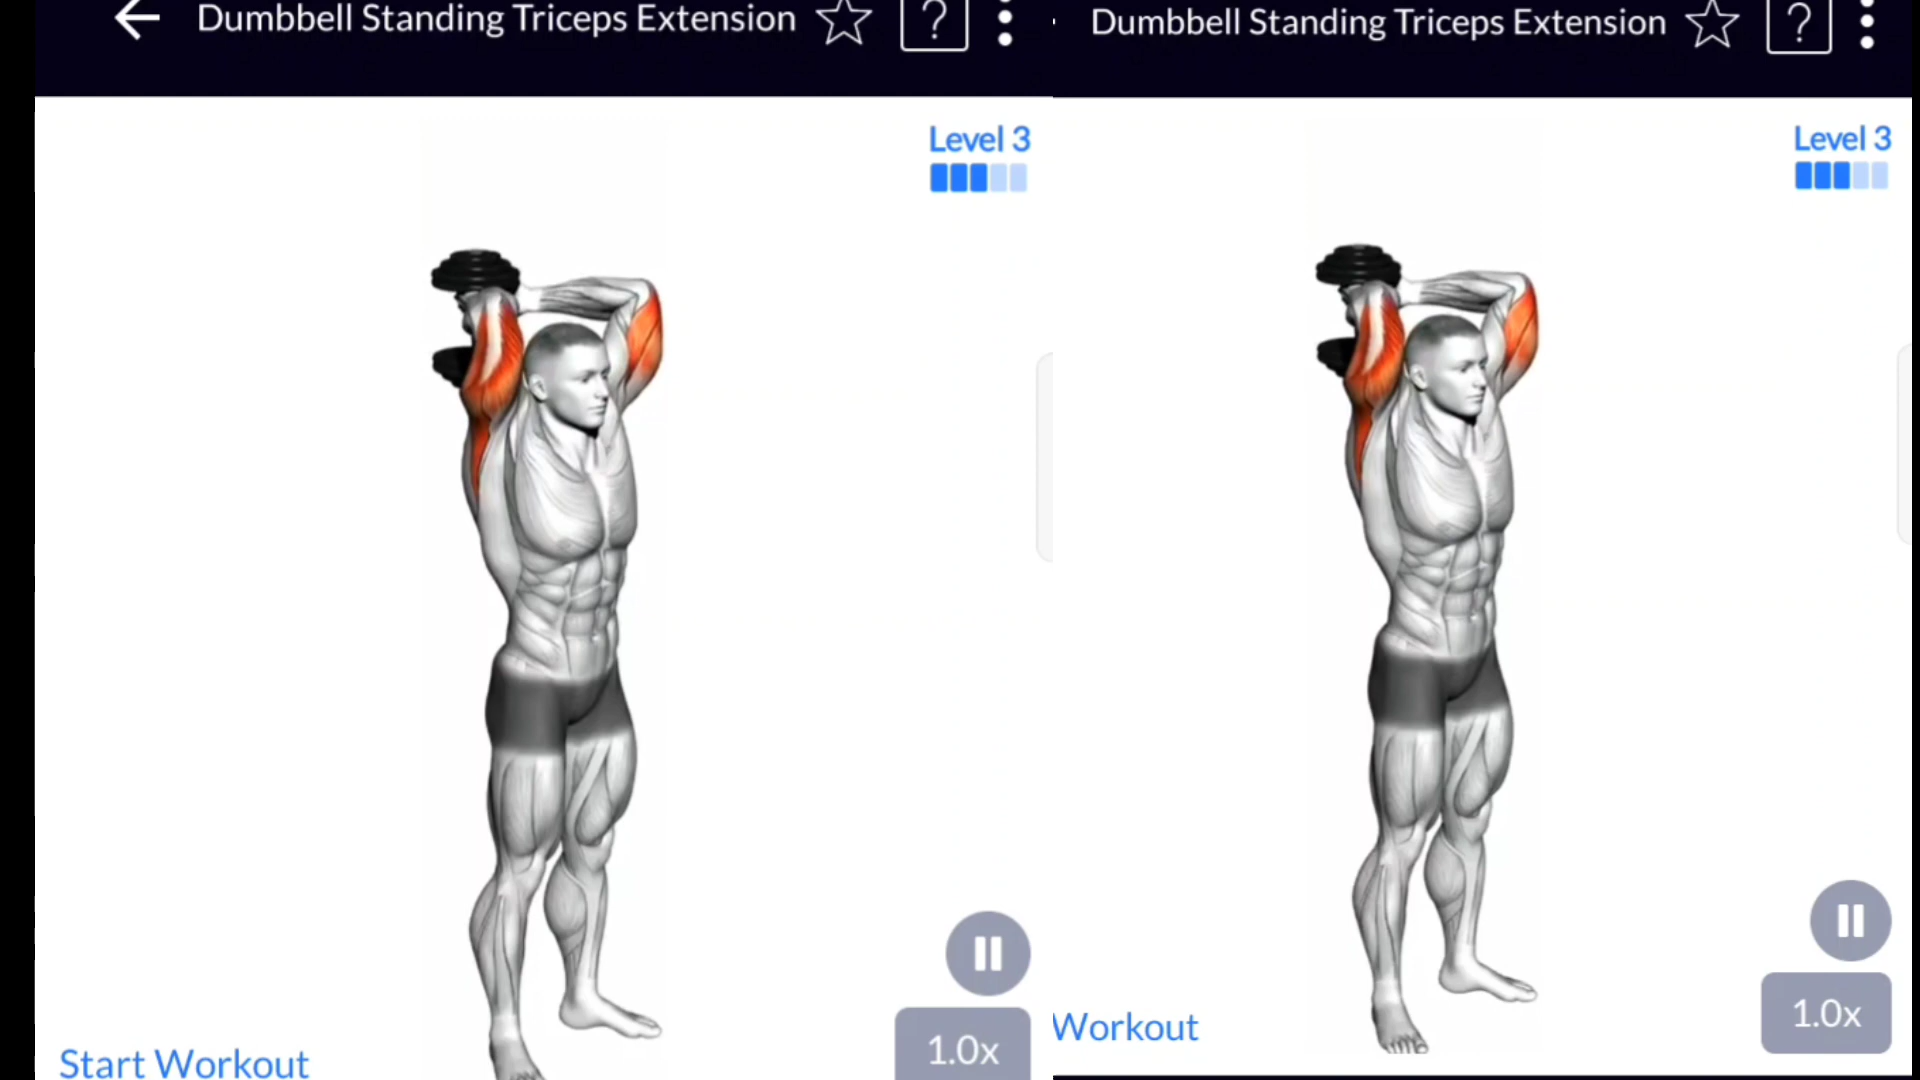 Dumbbell Standing Triceps Extension ?
Level 3
1.0x
Start Workout
Dumbbell Standing Triceps Extension ?
Level 3
1.0x
Workout